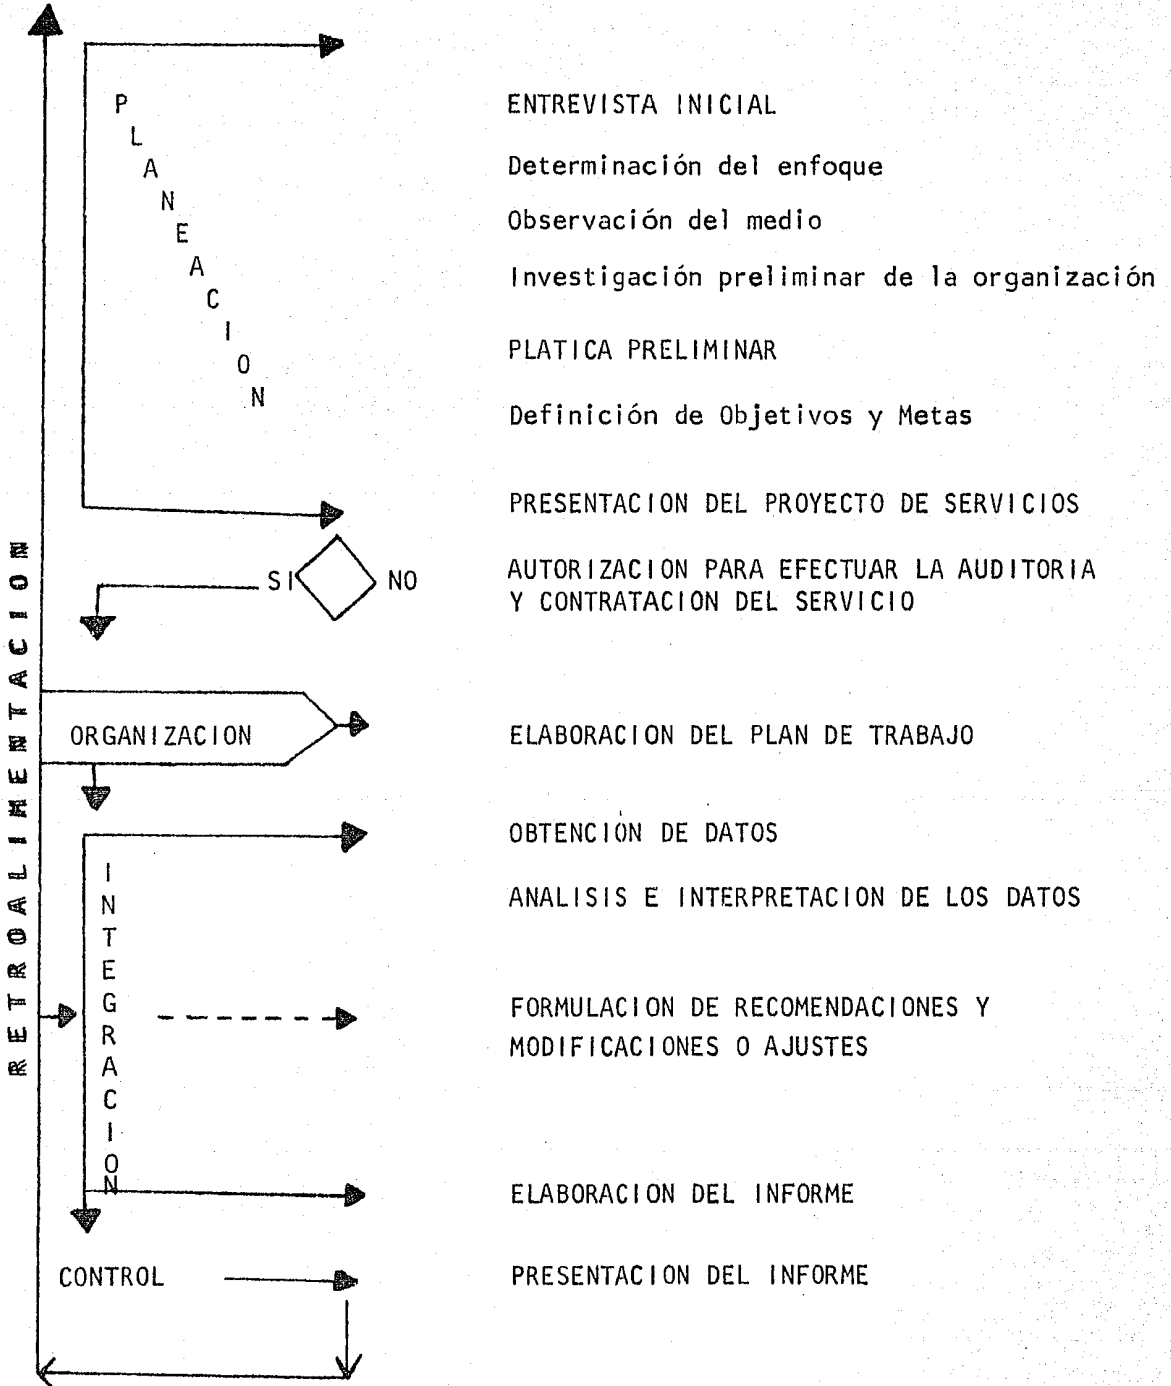 PLANEACION
ENTREVISTA INICIAL
Determinación del enfoque
Observación del medio
Investigación preliminar de la organización
PLATICA PRELIMINAR
Definición de Objetivos y Metas
PRESENTACION DEL PROYECTO DE SERVICIOS
SI
NO
AUTORIZACION PARA EFECTUAR LA AUDITORIA
Y CONTRATACION DEL SERVICIO
RETROALIMENTACION
ORGANIZACION
ELABORACION DEL PLAN DE TRABAJO
INTEGRACION
OBTENCIÓN DE DATOS
ANALISIS E INTERPRETACION DE LOS DATOS
FORMULACION DE RECOMENDACIONES Y
MODIFICACIONES O AJUSTES
ELABORACION DEL INFORME
CONTROL
PRESENTACION DEL INFORME